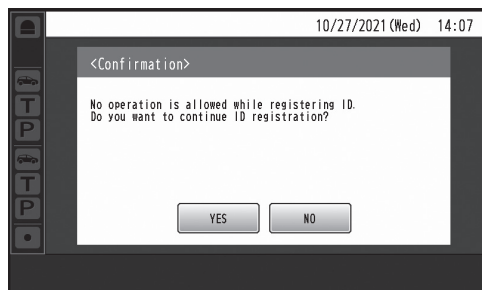 10/27/2021(Wed) 14:07
<Confirmation>
No operation is allowed while registering ID.
Do you want to continue ID registration?
YES NO
T
P
T
P